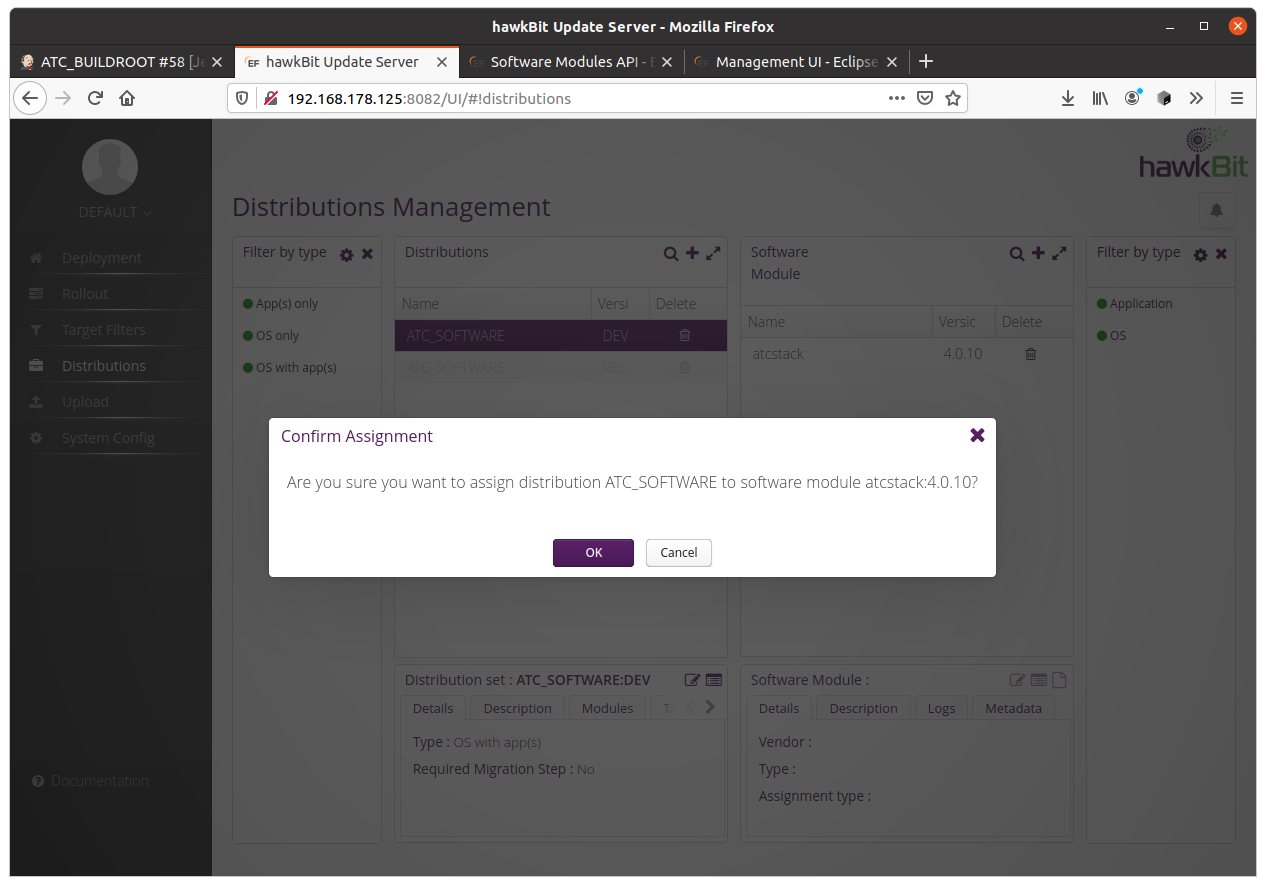 hawkBit Update Server - Mozilla Firefox
ATC_BUILDROOT #58 [Je
hawkBit Update Server
Software Modules API - E
Management UI - Eclipse
192.168.178.125:8082/UI/#!distributions
hawkBit
DEFAULT
Deployment
Rollout
Target Filters
Distributions
Upload
System Config
Documentation
Distributions Management
Filter by type
App(s) only
OS only
OS with app(s)
Distributions
Name Versi Delete
ATC_SOFTWARE DEV
ATC_SOFTWARE REL.
Software
Module
Name Versic Delete
atcstack 4.0.10
Filter by type
Application
OS
Confirm Assignment
Are you sure you want to assign distribution ATC_SOFTWARE to software module atcstack:4.0.10?
OK
Cancel
Distribution set : ATC_SOFTWARE:DEV
Details Description Modules Ta
Type : OS with app(s)
Required Migration Step : No
Software Module :
Details Description Logs Metadata
Vendor :
Type :
Assignment type :